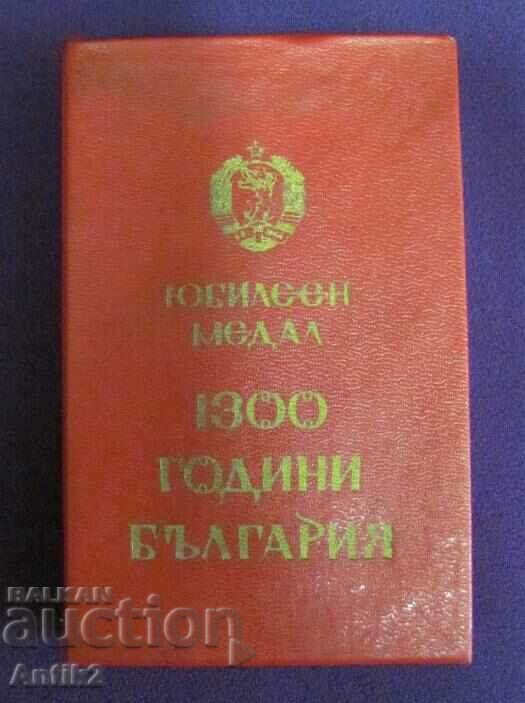 ЮБИЛЕЕН
МЕДАЛ
1300
ГОДИНИ
БЪЛГАРИЯ
BALKAN
auction
Antik2